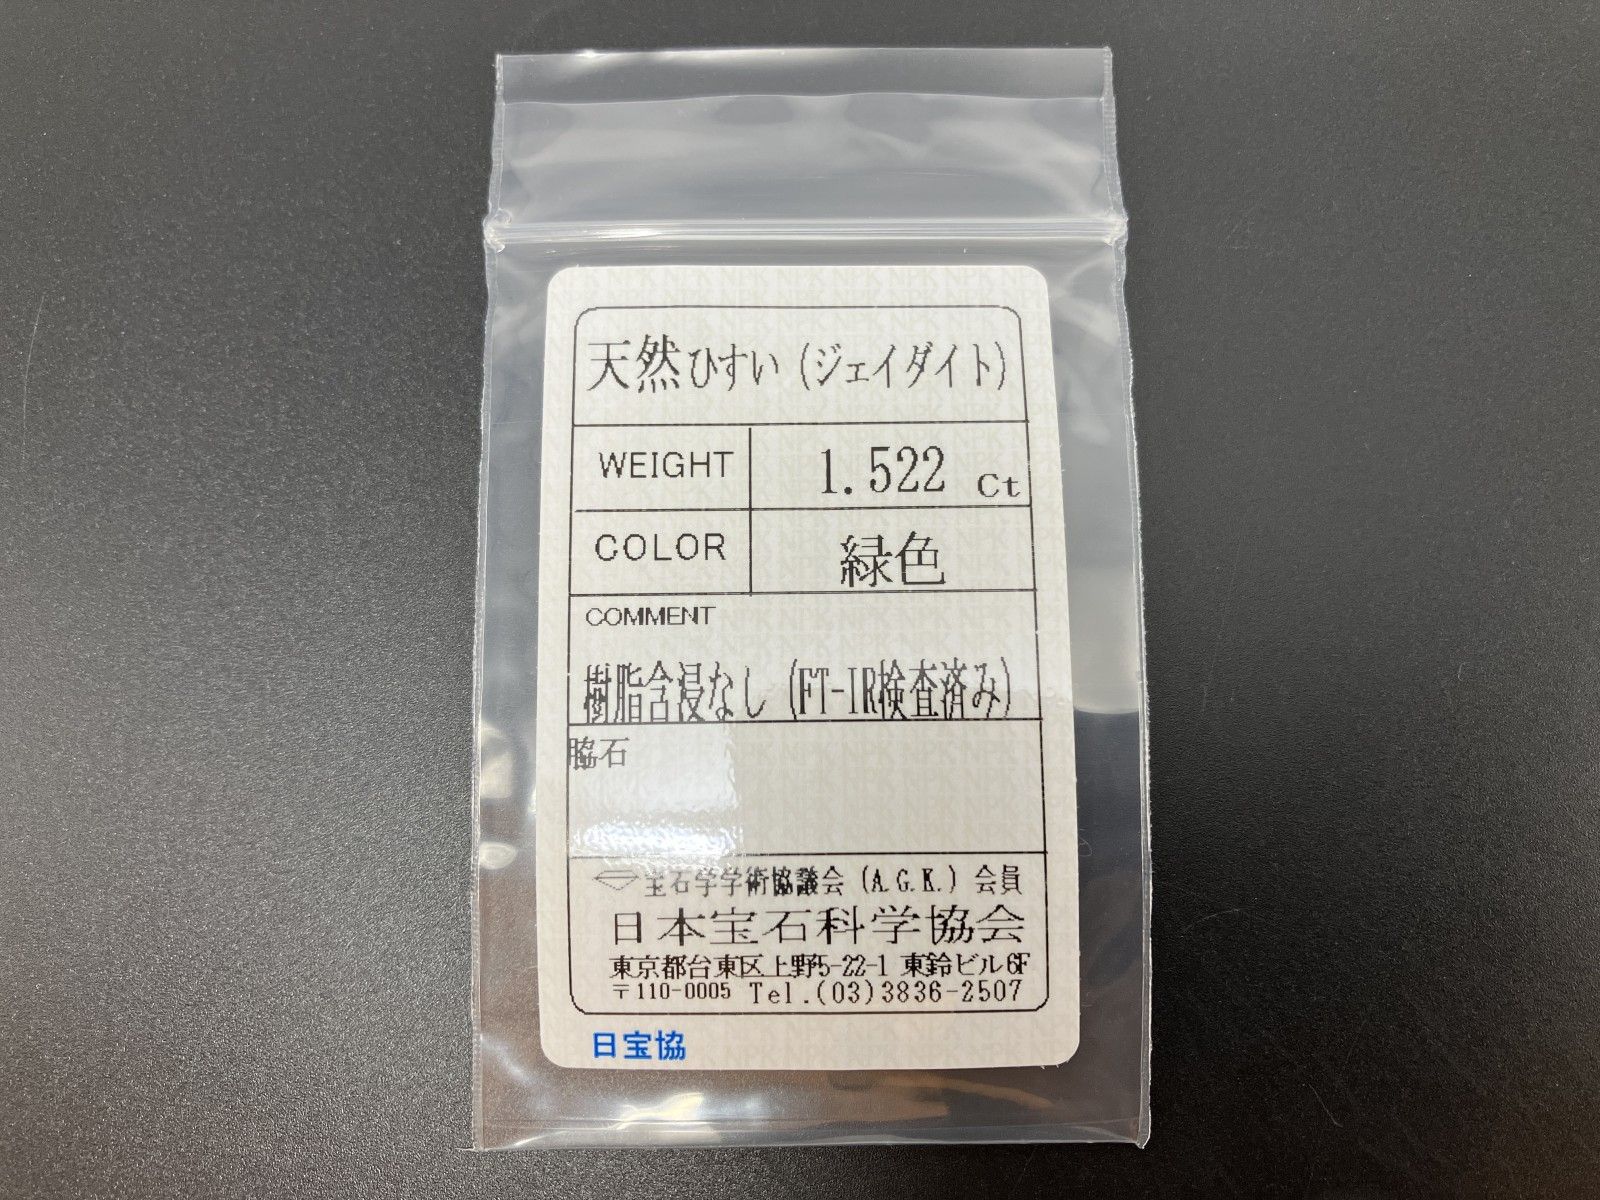 天然ひすい (ジェイダイト)
WEIGHT 1.522 Ct
COLOR 緑色
COMMENT
樹脂含浸なし (FT-IR検査済み)
脇石
宝石学学術協議会 (A.G.K.) 会員
日本宝石科学協会
東京都台東区上野5-22-1 東鈴ビル6F
〒110-0005 Tel.(03)3836-2507
日宝協